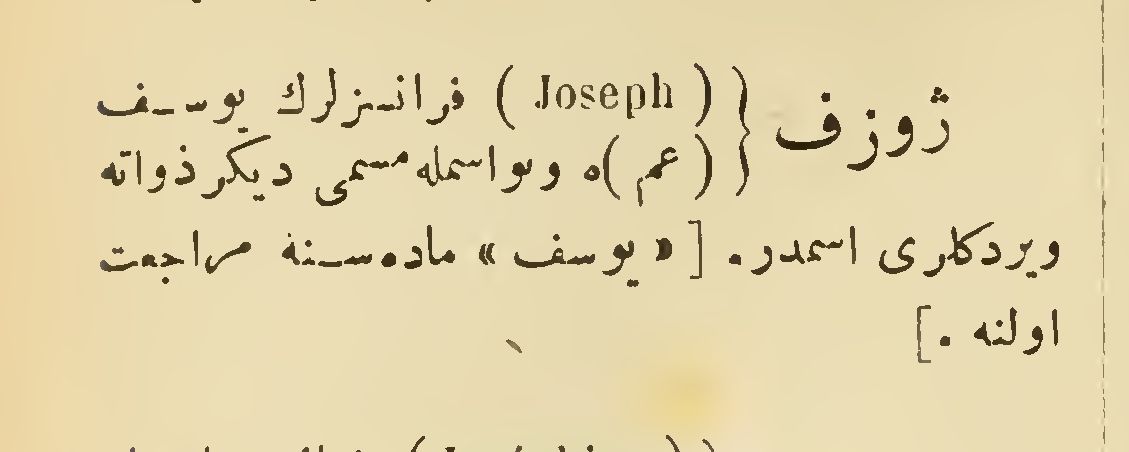 ژوزف { (Joseph) فرانسزلرك يوسف
(عم)ه وبو اسمله مسمى ديكر ذواته
ويردكلرى اسمدر. [«يوسف» ماده‌سنه مراجعت
اولنه.]